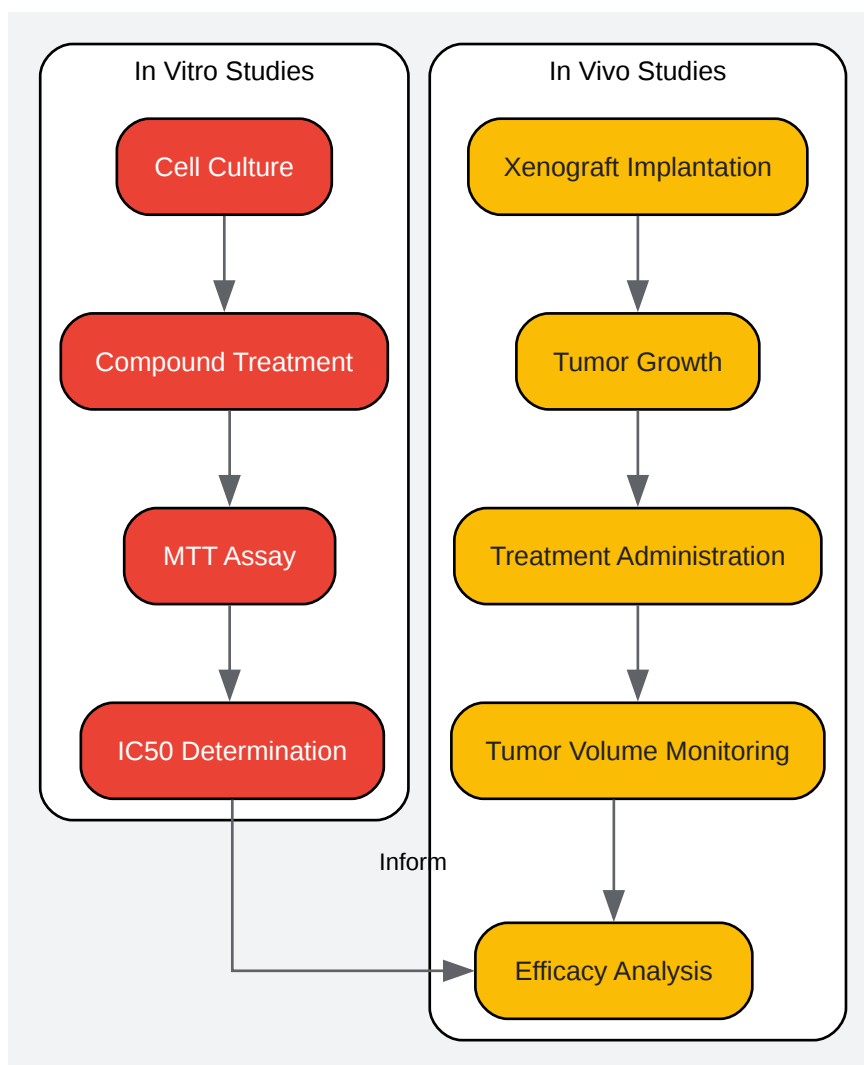 In Vitro Studies
Cell Culture
Compound Treatment
MTT Assay
IC50 Determination
Inform
In Vivo Studies
Xenograft Implantation
Tumor Growth
Treatment Administration
Tumor Volume Monitoring
Efficacy Analysis